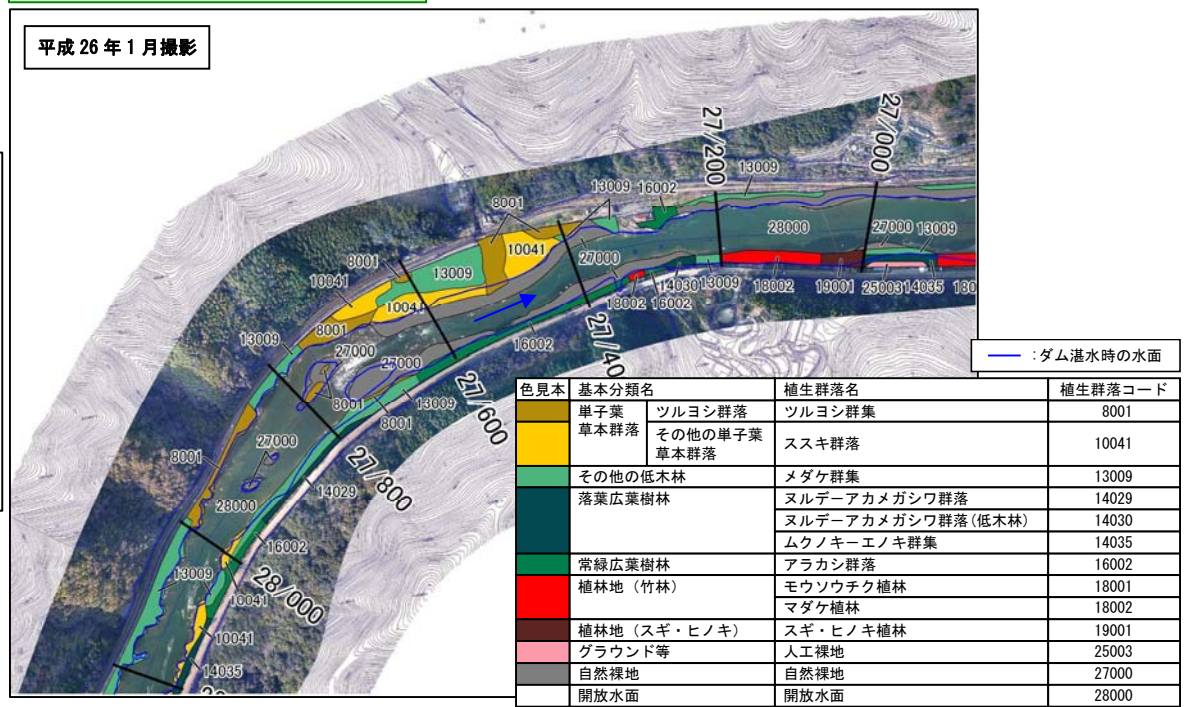 平成 26 年 1 月撮影
27/200
27/000
13009
13009 16002
8001
28000
27000
13009
10041
27000
8001
13009
10041
10041
18002
16002
14030
13009
18002
19001
25003
14035
8001
27000
27000
16002
13009
27/600
8001
8001
13009
27/800
8001
27000
14029
28000
16002
13009
28/000
10041
10041
14035
:ダム湛水時の水面
色見本 基本分類名 植生群落名 植生群落コード
単子葉草本群落 ツルヨシ群落 ツルヨシ群集 8001
その他の単子葉草本群落 ススキ群落 10041
その他の低木林 メダケ群集 13009
落葉広葉樹林 ヌルデーアカメガシワ群落 14029
ヌルデーアカメガシワ群落(低木林) 14030
ムクノキーエノキ群集 14035
常緑広葉樹林 アラカシ群落 16002
植林地(竹林) モウソウチク植林 18001
マダケ植林 18002
植林地(スギ・ヒノキ) スギ・ヒノキ植林 19001
グラウンド等 人工裸地 25003
自然裸地 自然裸地 27000
開放水面 開放水面 28000